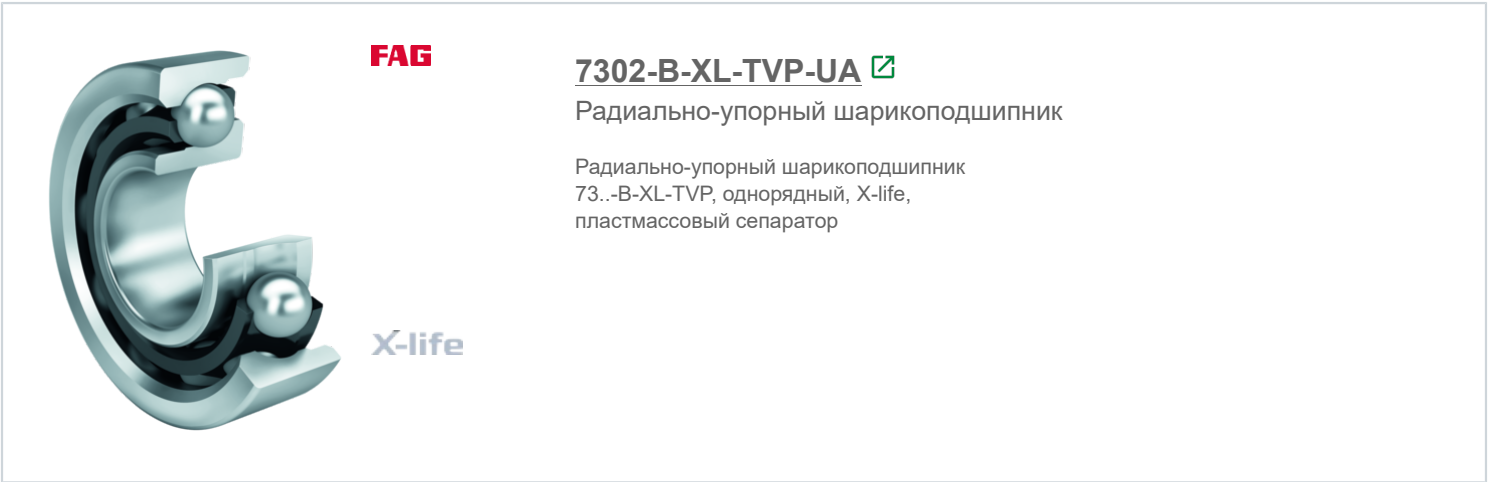 FAG
7302-B-XL-TVP-UA
Радиально-упорный шарикоподшипник
Радиально-упорный шарикоподшипник
73..-B-XL-TVP, однорядный, X-life,
пластмассовый сепаратор
X-life